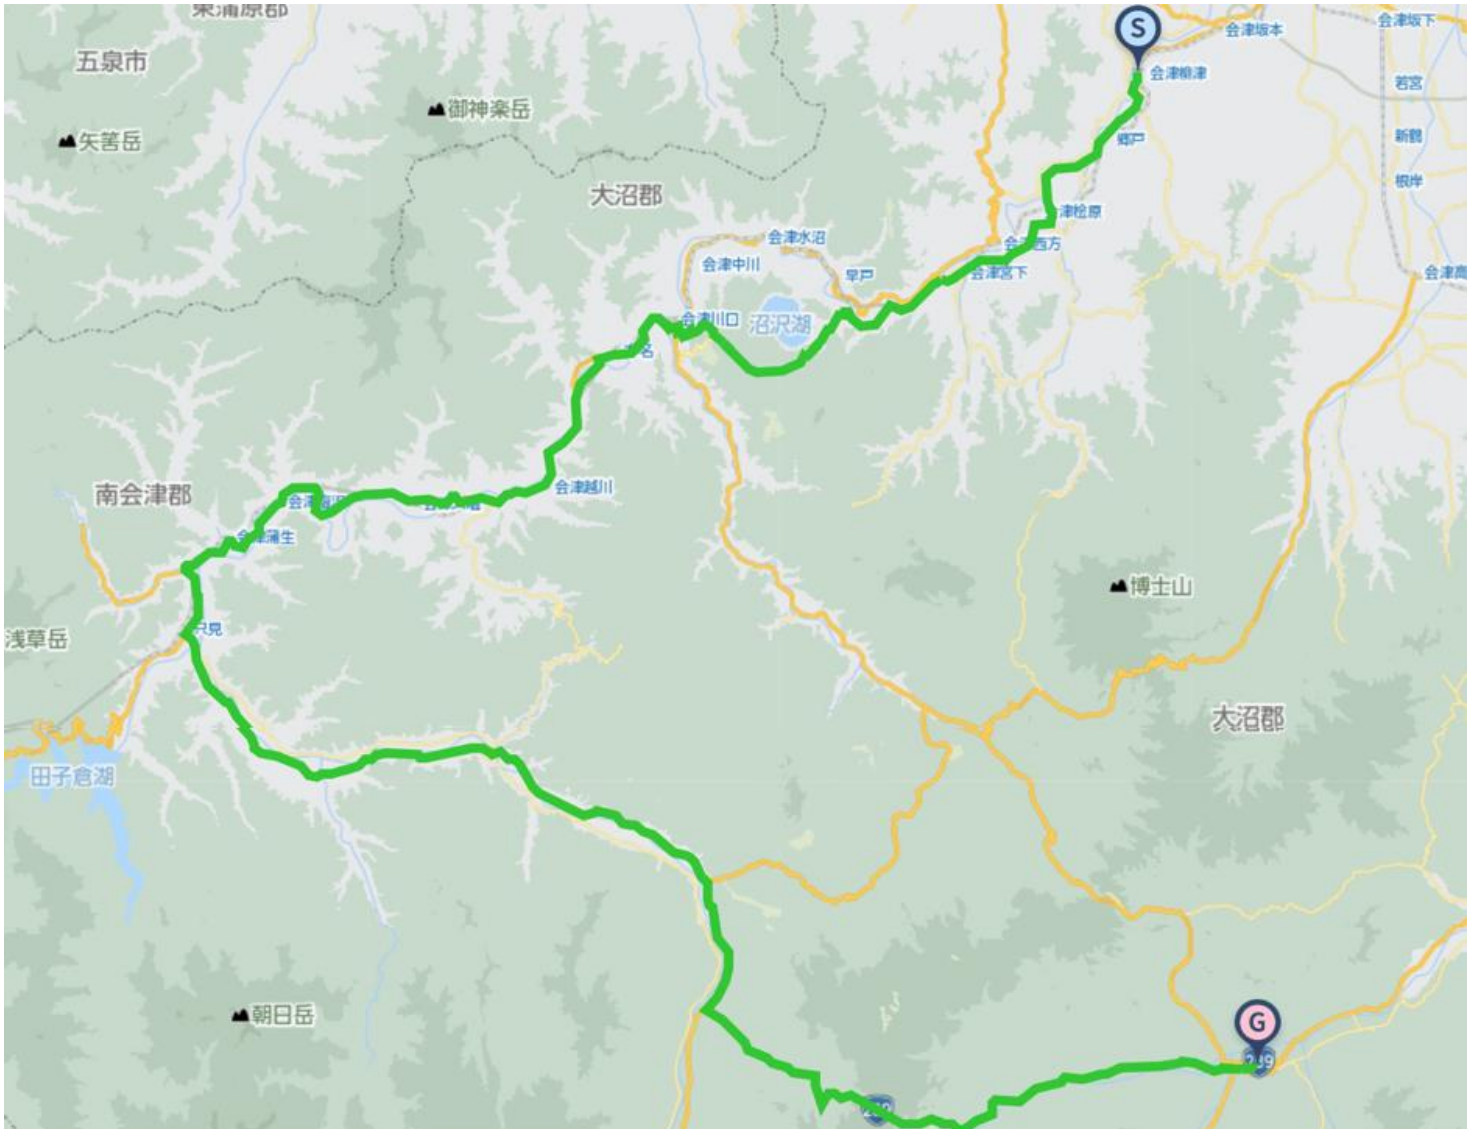 東蒲原郡
S
会津坂本
会津坂下
五泉市
会津柳津
若宮
御神楽岳
矢筈岳
郷戸
新鶴
根岸
大沼郡
津桧原
会津水沼
西方
会津中川
早戸
会津宮下
会津高
会津川口
沼沢湖
名
南会津郡
会津越川
会津蒲生
博士山
浅草岳
只見
大沼郡
田子倉湖
朝日岳
G
289